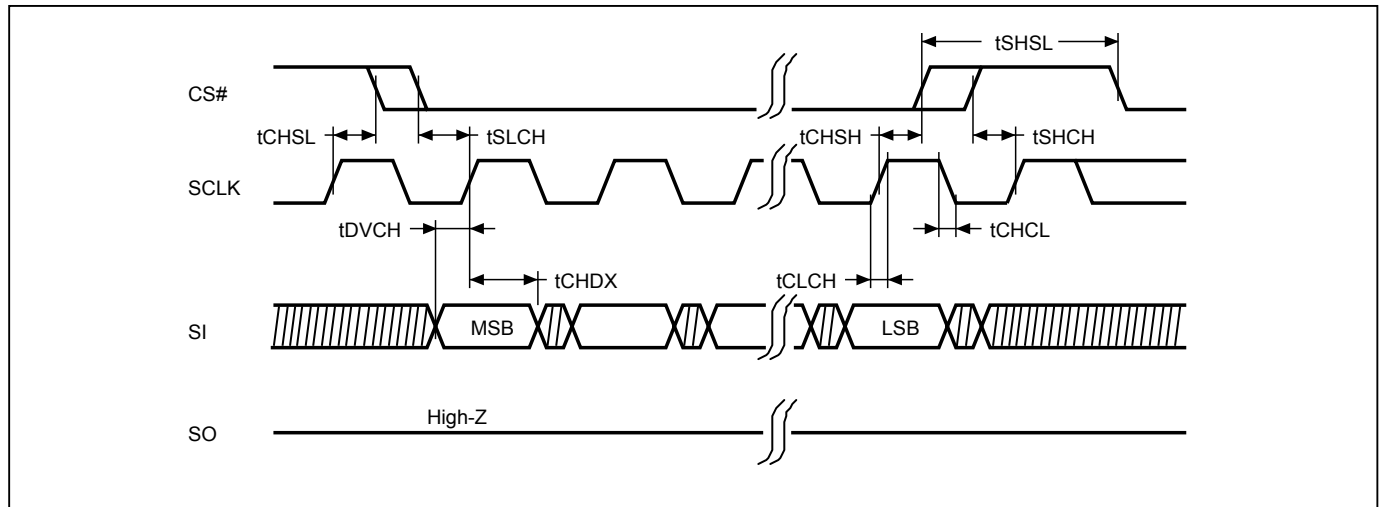 tSHSL
CS#
tCHSL
tSLCH
tCHSH
tSHCH
SCLK
tDVCH
tCHCL
tCHDX
tCLCH
SI
MSB
LSB
High-Z
SO